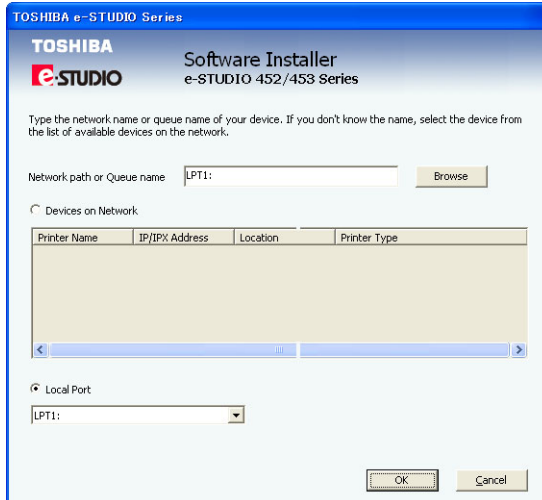 TOSHIBA e-STUDIO Series
TOSHIBA
e-STUDIO
Software Installer
e-STUDIO 452/453 Series
Type the network name or queue name of your device. If you don't know the name, select the device from
the list of available devices on the network.
Network path or Queue name LPT1: Browse
Devices on Network
Printer Name IP/IPX Address Location Printer Type
Local Port
LPT1:
OK Cancel